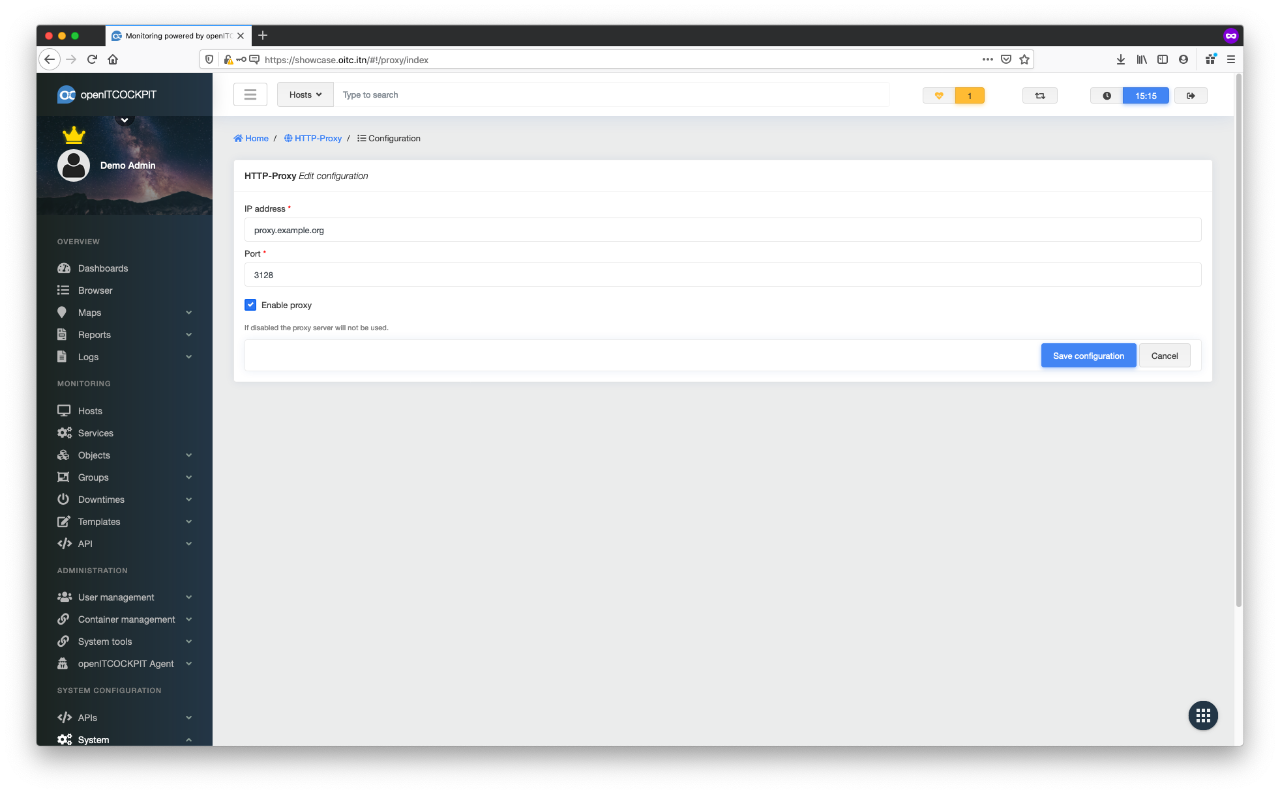 Monitoring powered by openITC
https://showcase.oitc.itn/#!/proxy/index
openITCOCKPIT
Hosts
Type to search
1
15:15
Demo Admin
Home / HTTP-Proxy / Configuration
HTTP-Proxy Edit configuration
IP address *
proxy.example.org
Port *
3128
Enable proxy
If disabled the proxy server will not be used.
Save configuration
Cancel
OVERVIEW
Dashboards
Browser
Maps
Reports
Logs
MONITORING
Hosts
Services
Objects
Groups
Downtimes
Templates
API
ADMINISTRATION
User management
Container management
System tools
openITCOCKPIT Agent
SYSTEM CONFIGURATION
APIs
System